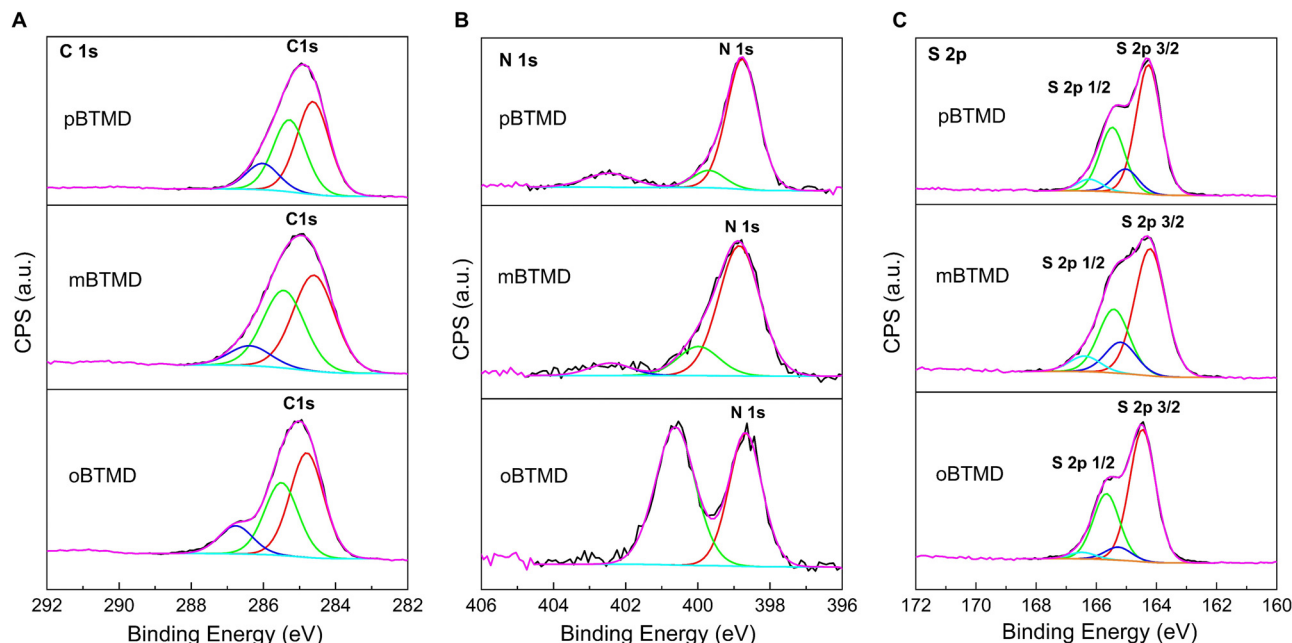 A
C 1s
C1s
pBTMD
C1s
mBTMD
C1s
oBTMD
CPS (a.u.)
292 290 288 286 284 282
Binding Energy (eV)
B
N 1s
N 1s
pBTMD
N 1s
mBTMD
N 1s
oBTMD
CPS (a.u.)
406 404 402 400 398 396
Binding Energy (eV)
C
S 2p
S 2p 3/2
S 2p 1/2
pBTMD
S 2p 3/2
S 2p 1/2
mBTMD
S 2p 3/2
S 2p 1/2
oBTMD
CPS (a.u.)
172 170 168 166 164 162 160
Binding Energy (eV)